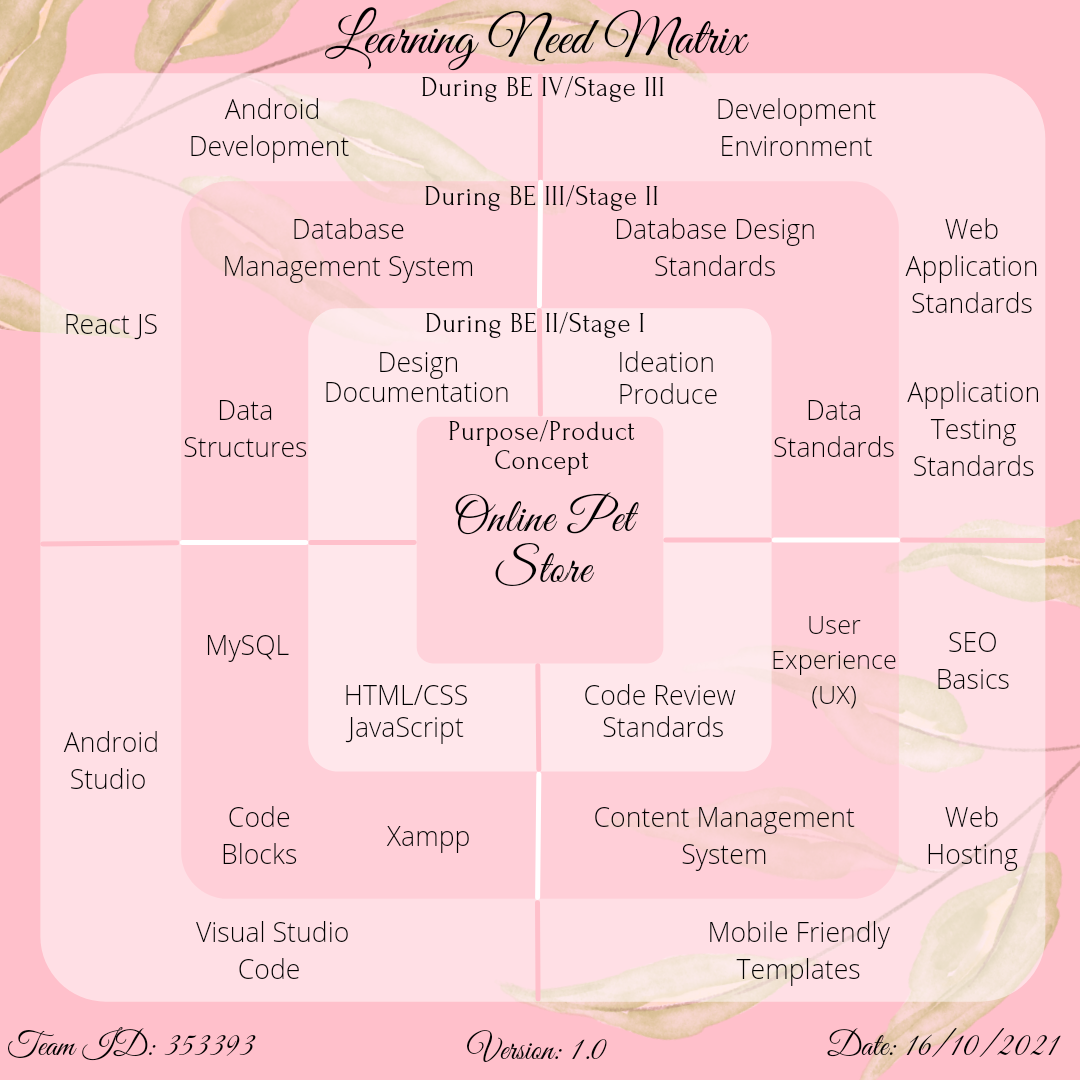 Learning Need Matrix
During BE IV/Stage III
Android
Development
Development
Environment
During BE III/Stage II
Database
Management System
Database Design
Standards
Web
Application
Standards
React JS
During BE II/Stage I
Design
Documentation
Ideation
Produce
Data
Structures
Data
Standards
Application
Testing
Standards
Purpose/Product
Concept
Online Pet
Store
MySQL
User
Experience
(UX)
SEO
Basics
HTML/CSS
JavaScript
Code Review
Standards
Android
Studio
Code
Blocks
Xampp
Content Management
System
Web
Hosting
Visual Studio
Code
Mobile Friendly
Templates
Team ID: 353393
Version: 1.0
Date: 16/10/2021